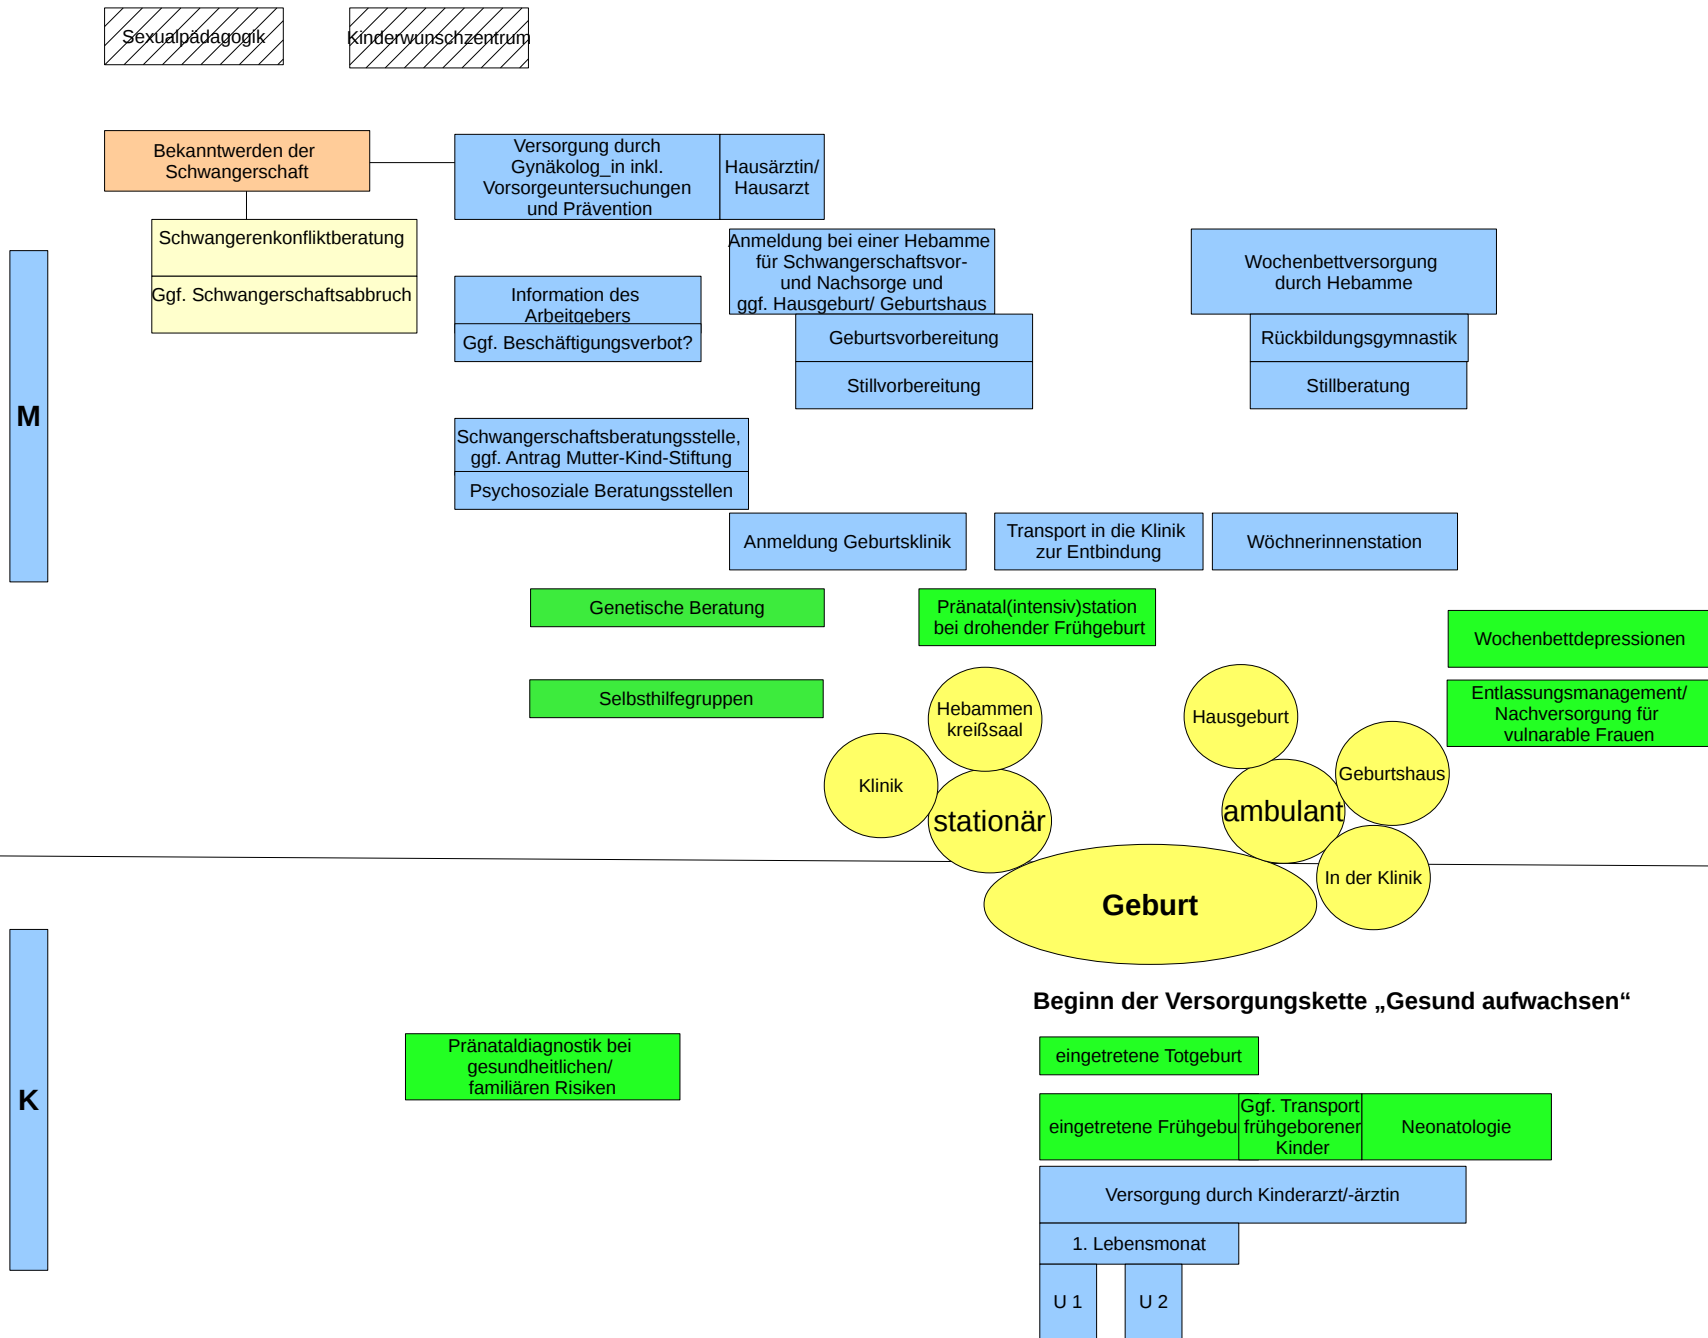 Sexualpädagogik
Kinderwunschzentrum
Bekanntwerden der
Schwangerschaft
Versorgung durch
Gynäkolog_in inkl.
Vorsorgeuntersuchungen
und Prävention
Hausärztin/
Hausarzt
Schwangerenkonfliktberatung
Ggf. Schwangerschaftsabbruch
Information des
Arbeitgebers
Ggf. Beschäftigungsverbot?
Anmeldung bei einer Hebamme
für Schwangerschaftsvor-
und Nachsorge und
ggf. Hausgeburt/ Geburtshaus
Geburtsvorbereitung
Stillvorbereitung
Wochenbettversorgung
durch Hebamme
Rückbildungsgymnastik
Stillberatung
M
Schwangerschaftsberatungsstelle,
ggf. Antrag Mutter-Kind-Stiftung
Psychosoziale Beratungsstellen
Anmeldung Geburtsklinik
Transport in die Klinik
zur Entbindung
Wöchnerinnenstation
Genetische Beratung
Pränatal(intensiv)station
bei drohender Frühgeburt
Wochenbettdepressionen
Selbsthilfegruppen
Entlassungsmanagement/
Nachversorgung für
vulnarable Frauen
Hebammen
kreißsaal
Klinik
stationär
Hausgeburt
Geburtshaus
ambulant
In der Klinik
Geburt
Beginn der Versorgungskette „Gesund aufwachsen“
K
Pränataldiagnostik bei
gesundheitlichen/
familiären Risiken
eingetretene Totgeburt
eingetretene Frühgebu
Ggf. Transport
frühgeborener
Kinder
Neonatologie
Versorgung durch Kinderarzt/-ärztin
1. Lebensmonat
U 1
U 2